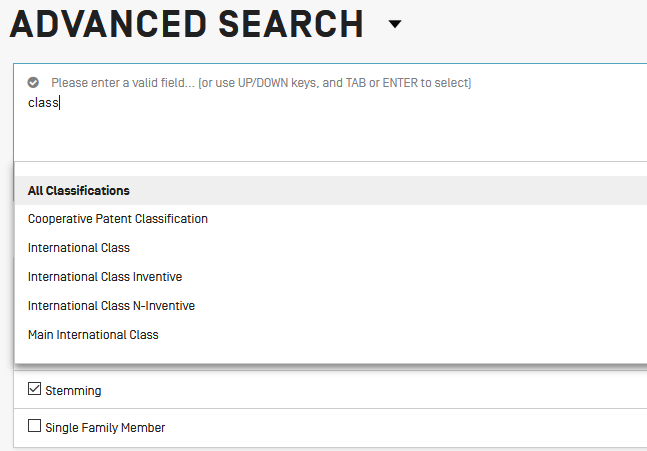 ADVANCED SEARCH
Please enter a valid field... (or use UP/DOWN keys, and TAB or ENTER to select)
class
All Classifications
Cooperative Patent Classification
International Class
International Class Inventive
International Class N-Inventive
Main International Class
Stemming
Single Family Member